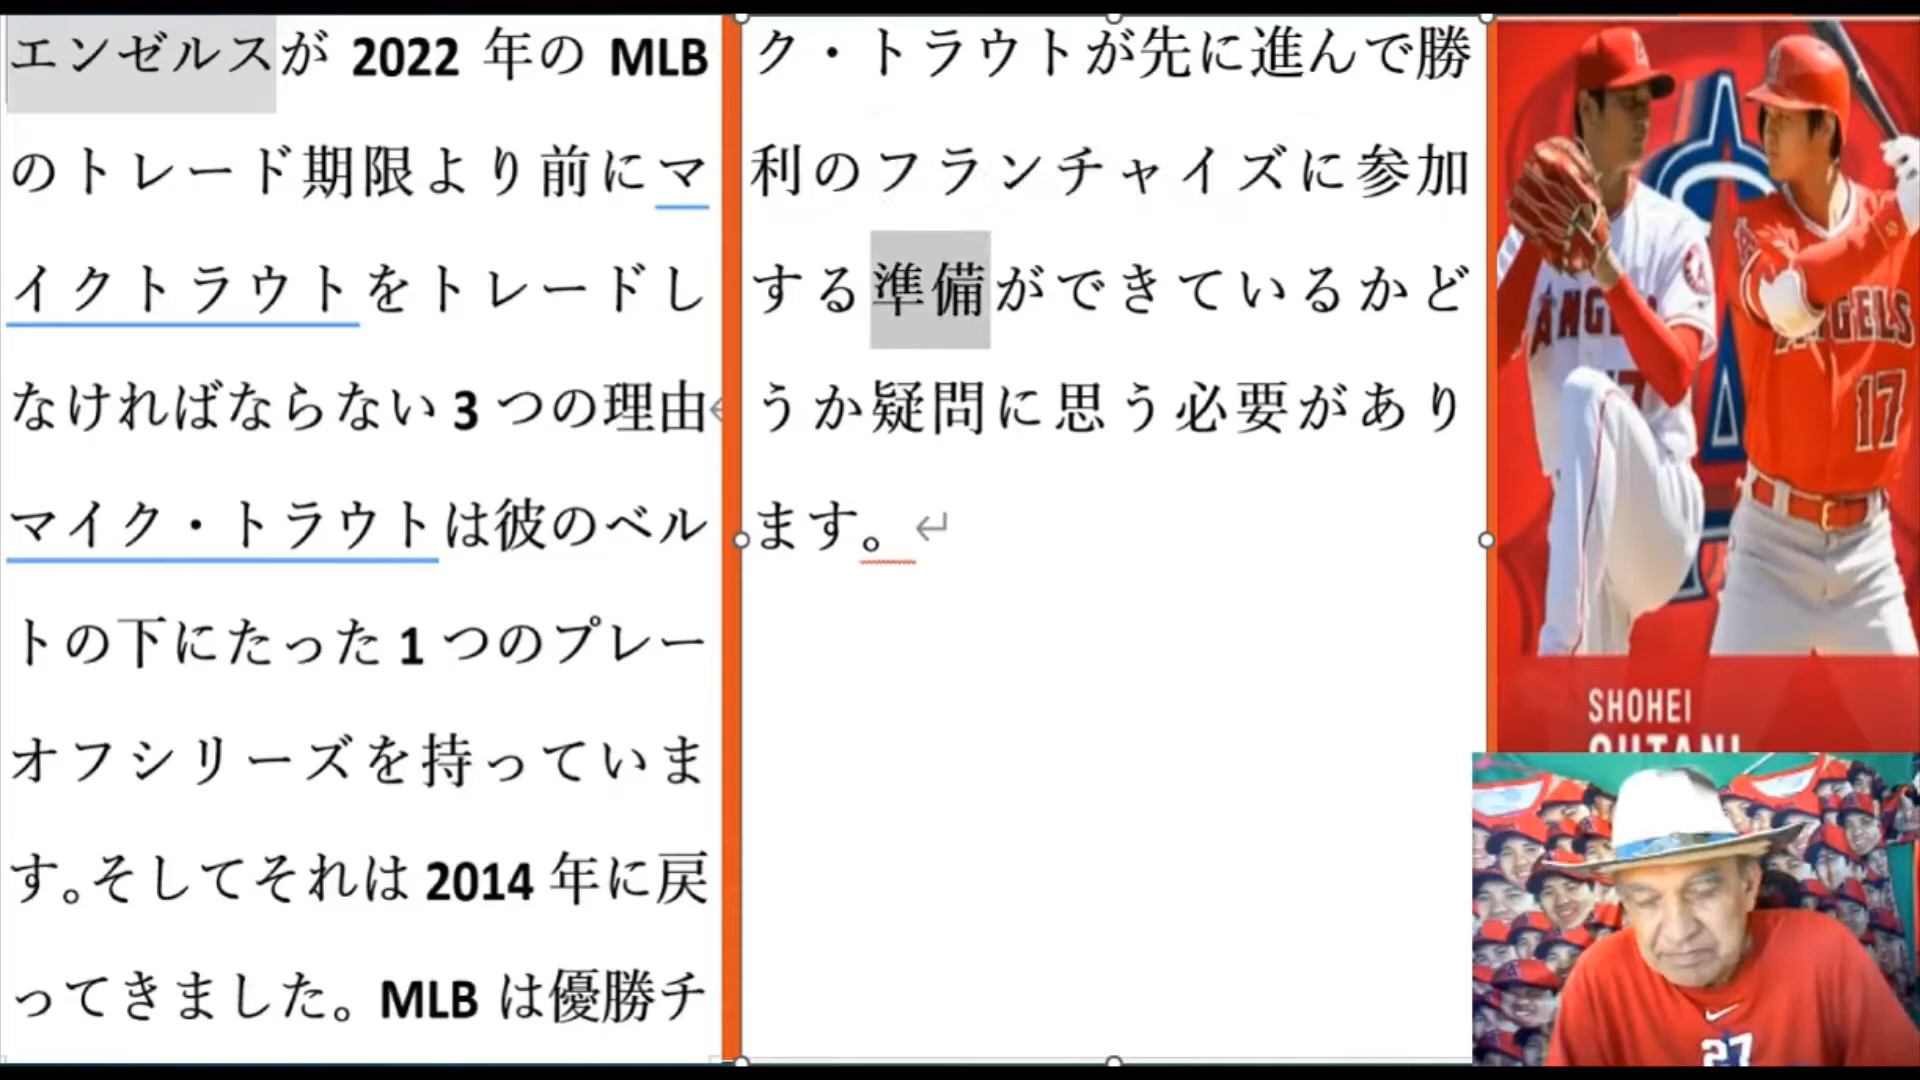 エンゼルスが 2022 年の MLB
のトレード期限より前にマ
イクトラウトをトレードし
なければならない 3 つの理由
マイク・トラウトは彼のベル
トの下にたった 1 つのプレー
オフシリーズを持っていま
す。そしてそれは 2014 年に戻
ってきました。 MLB は優勝チ
ク・トラウトが先に進んで勝
利のフランチャイズに参加
する準備ができているかど
うか疑問に思う必要があり
ます。
ANGELS
17
SHOHEI
OHTANI
27